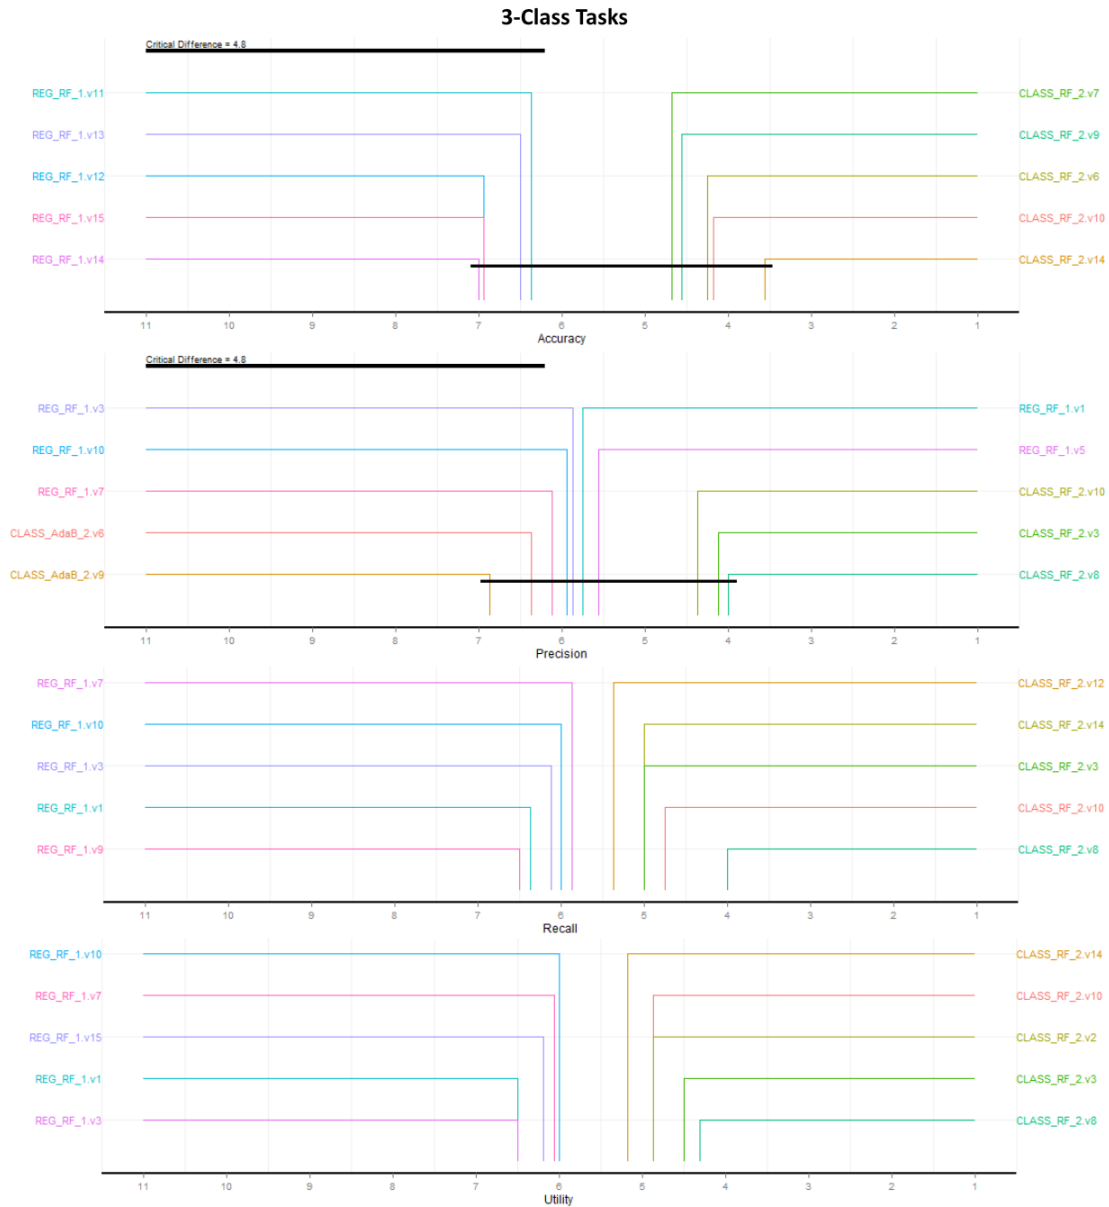 3-Class Tasks
Critical Difference = 4.8
REG_RF_1.v11 CLASS_RF_2.v7
REG_RF_1.v13 CLASS_RF_2.v9
REG_RF_1.v12 CLASS_RF_2.v6
REG_RF_1.v15 CLASS_RF_2.v10
REG_RF_1.v14 CLASS_RF_2.v14
11 10 9 8 7 6 5 4 3 2 1
Accuracy
Critical Difference = 4.8
REG_RF_1.v3 REG_RF_1.v1
REG_RF_1.v10 REG_RF_1.v5
REG_RF_1.v7 CLASS_RF_2.v10
CLASS_AdaB_2.v6 CLASS_RF_2.v3
CLASS_AdaB_2.v9 CLASS_RF_2.v8
11 10 9 8 7 6 5 4 3 2 1
Precision
REG_RF_1.v7 CLASS_RF_2.v12
REG_RF_1.v10 CLASS_RF_2.v14
REG_RF_1.v3 CLASS_RF_2.v3
REG_RF_1.v1 CLASS_RF_2.v10
REG_RF_1.v9 CLASS_RF_2.v8
11 10 9 8 7 6 5 4 3 2 1
Recall
REG_RF_1.v10 CLASS_RF_2.v14
REG_RF_1.v7 CLASS_RF_2.v10
REG_RF_1.v15 CLASS_RF_2.v2
REG_RF_1.v1 CLASS_RF_2.v3
REG_RF_1.v3 CLASS_RF_2.v8
11 10 9 8 7 6 5 4 3 2 1
Utility